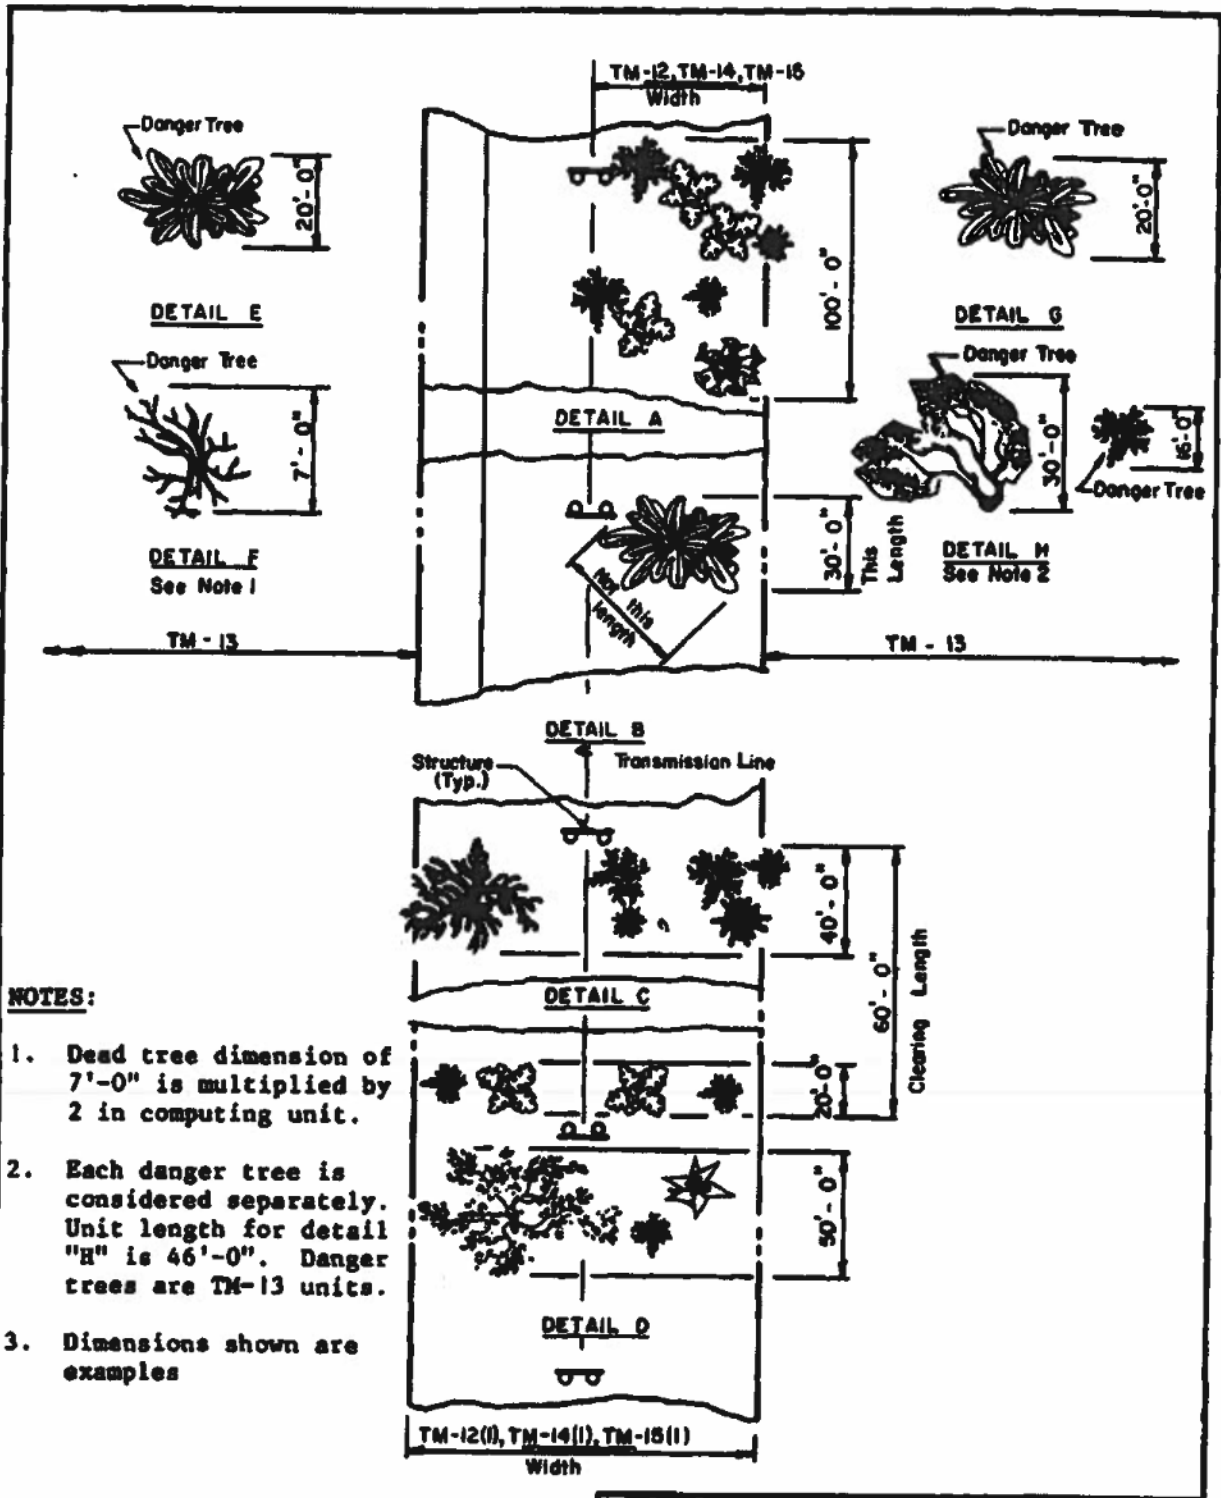 TM-12, TM-14, TM-15
Width
Danger Tree
20'-0"
DETAIL E
Danger Tree
7'-0"
DETAIL F
See Note 1
TM-13
100'-0"
DETAIL A
30'-0"
This Length
Not this length
DETAIL B
Danger Tree
20'-0"
DETAIL G
Danger Tree
30'-0"
16'-0"
Danger Tree
DETAIL H
See Note 2
TM-13
Structure
(Typ.)
Transmission Line
40'-0"
60'-0"
Clearing Length
DETAIL C
20'-0"
50'-0"
DETAIL D
TM-12(1), TM-14(1), TM-15(1)
Width
NOTES:
1. Dead tree dimension of
7'-0" is multiplied by
2 in computing unit.
2. Each danger tree is
considered separately.
Unit length for detail
"H" is 46'-0". Danger
trees are TM-13 units.
3. Dimensions shown are
examples